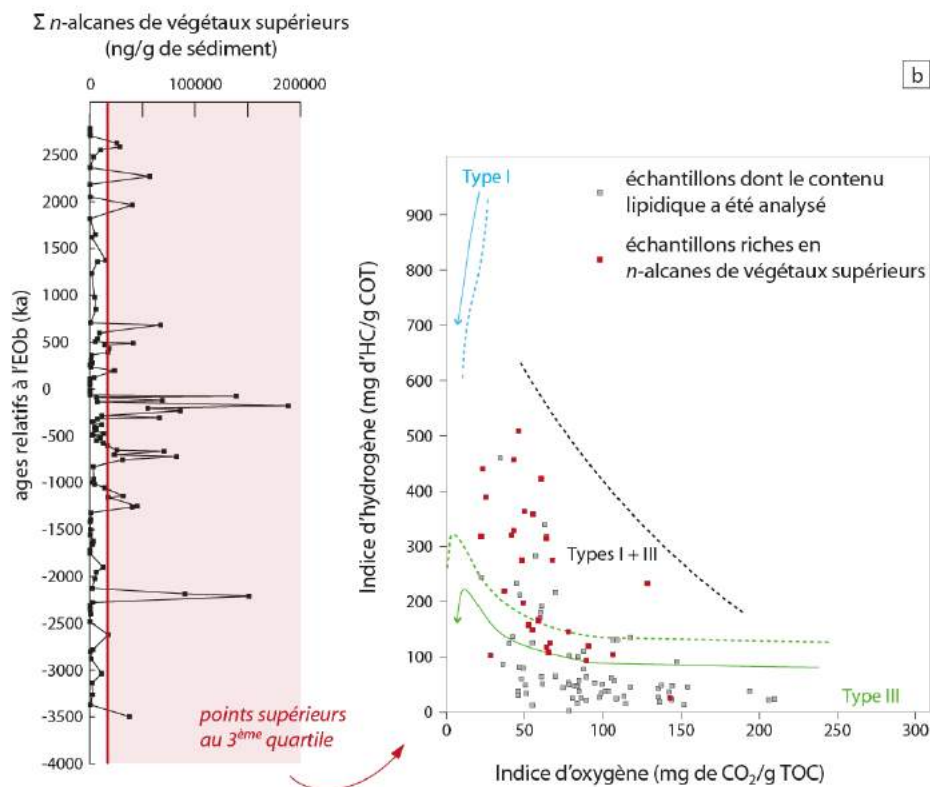 Σ n-alcanes de végétaux supérieurs
(ng/g de sédiment)
0 100000 200000
ages relatifs à l'EOb (ka)
2500
2000
1500
1000
500
0
-500
-1000
-1500
-2000
-2500
-3000
-3500
-4000
points supérieurs
au 3ème quartile
b
Type I
échantillons dont le contenu
lipidique a été analysé
échantillons riches en
n-alcanes de végétaux supérieurs
Indice d'hydrogène (mg d'HC/g COT)
900
800
700
600
500
400
300
200
100
0
Types I + III
Type III
0 50 100 150 200 250 300
Indice d'oxygène (mg de CO2/g TOC)